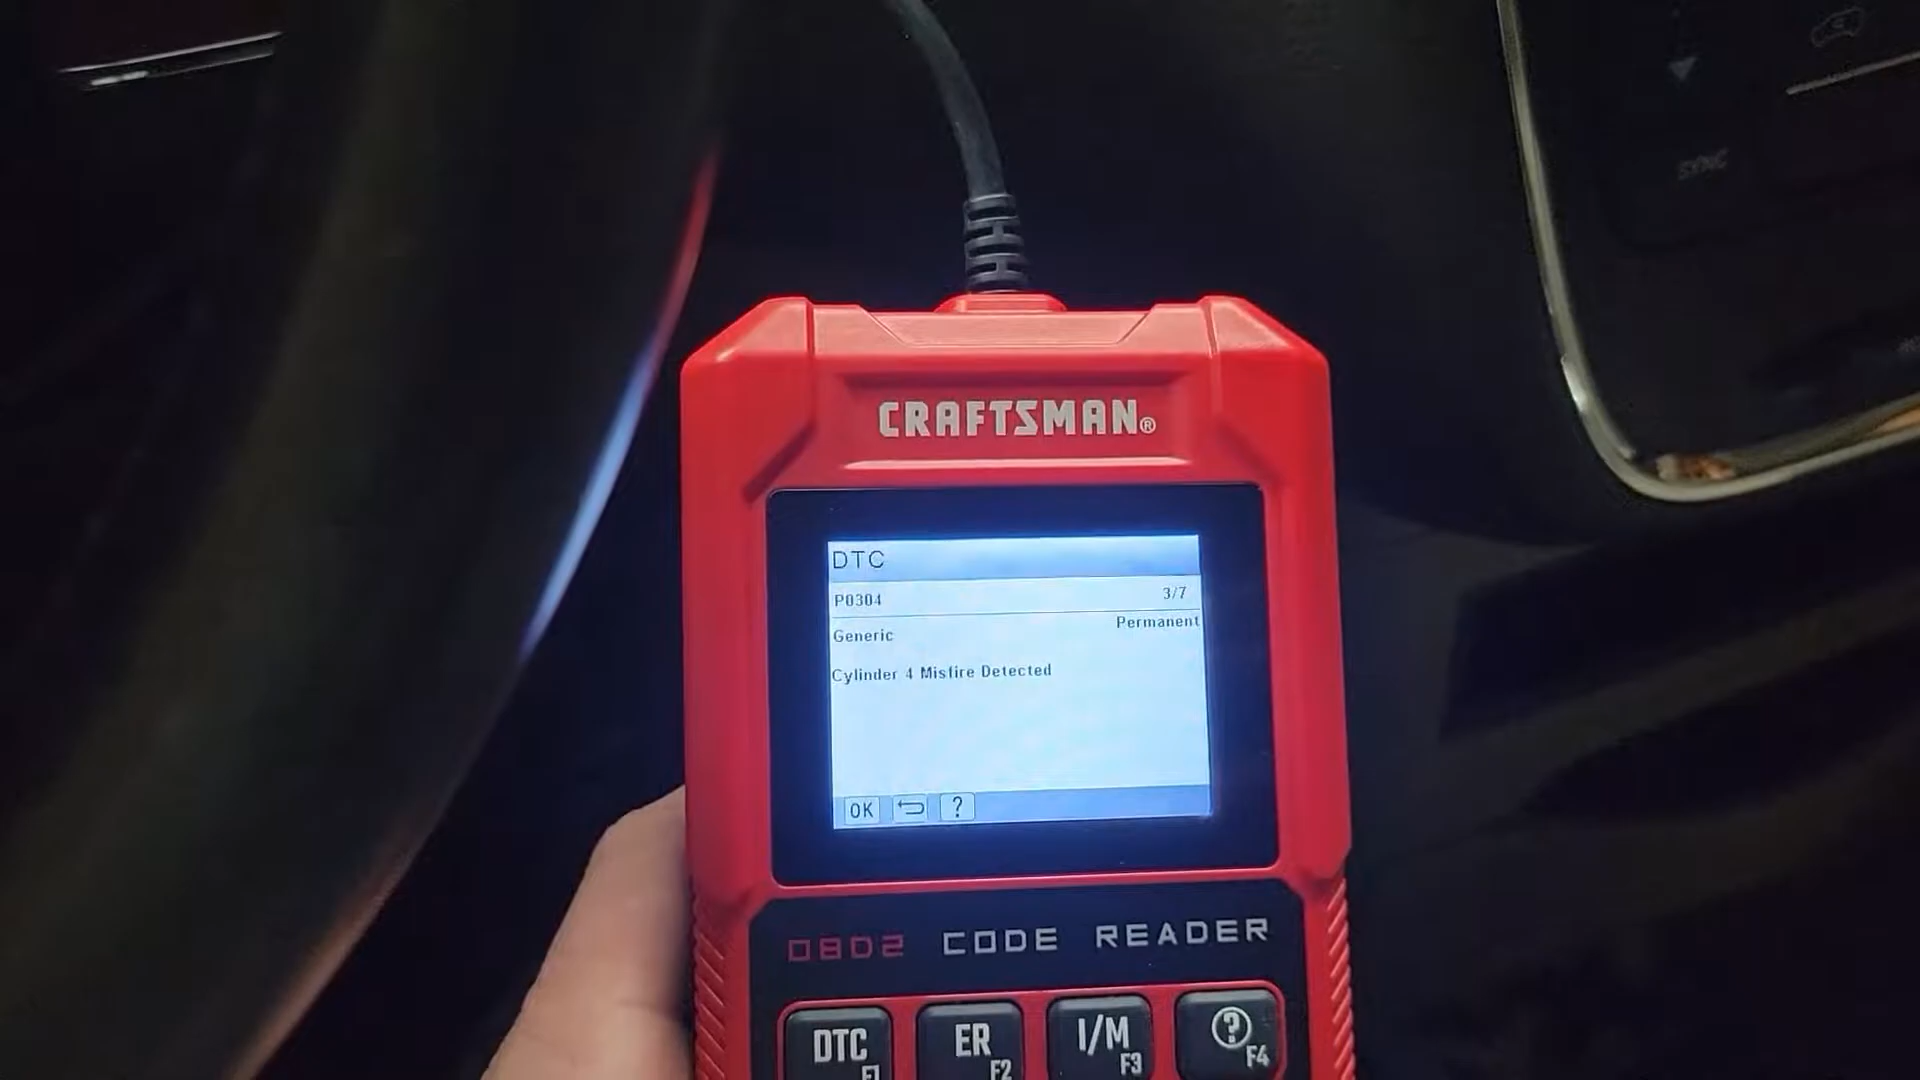 SYNC
CRAFTSMAN®
DTC
P0304 3/7
Generic Permanent
Cylinder 4 Misfire Detected
OK ?
OBD2 CODE READER
DTC ER I/M ?
F1 F2 F3 F4